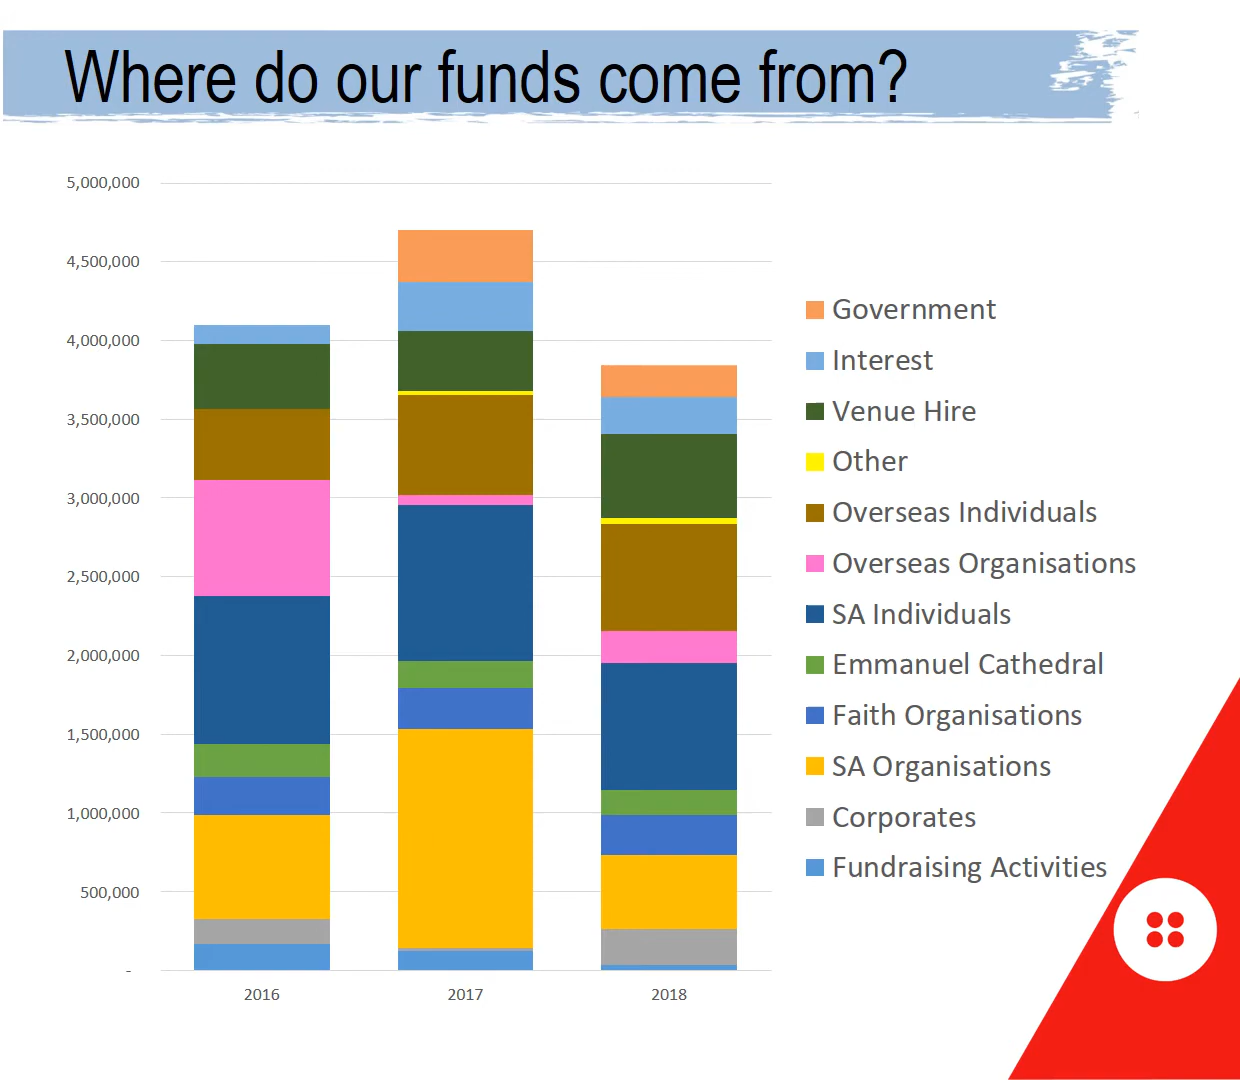 Where do our funds come from?
5,000,000
4,500,000
4,000,000
3,500,000
3,000,000
2,500,000
2,000,000
1,500,000
1,000,000
500,000
-
2016 2017 2018
Government
Interest
Venue Hire
Other
Overseas Individuals
Overseas Organisations
SA Individuals
Emmanuel Cathedral
Faith Organisations
SA Organisations
Corporates
Fundraising Activities